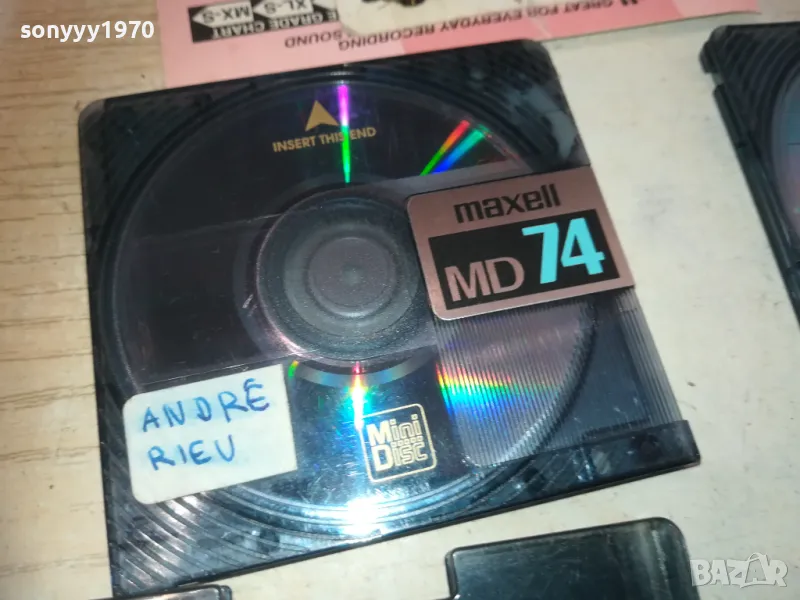 sonyyy1970
E GRADE CHART
XL-S
MX-S
GREAT FOR EVERYDAY RECORDING
SOUND
INSERT THIS END
maxell
MD 74
ANDRÉ
RIEU
Mini
Disc
BAZAR